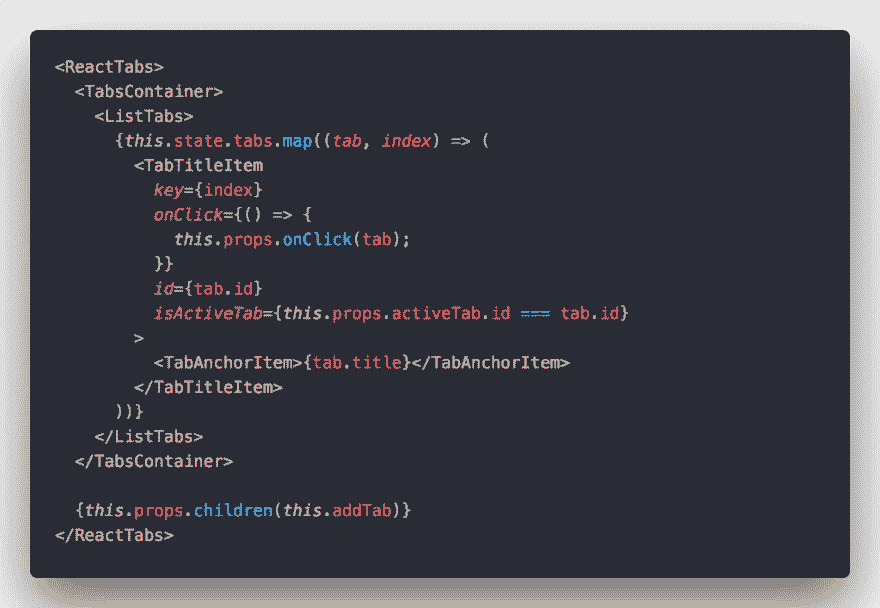 <ReactTabs>
  <TabsContainer>
    <ListTabs>
      {this.state.tabs.map((tab, index) => (
        <TabTitleItem
          key={index}
          onClick={() => {
            this.props.onClick(tab);
          }}
          id={tab.id}
          isActiveTab={this.props.activeTab.id === tab.id}
        >
          <TabAnchorItem>{tab.title}</TabAnchorItem>
        </TabTitleItem>
      ))}
    </ListTabs>
  </TabsContainer>

  {this.props.children(this.addTab)}
</ReactTabs>